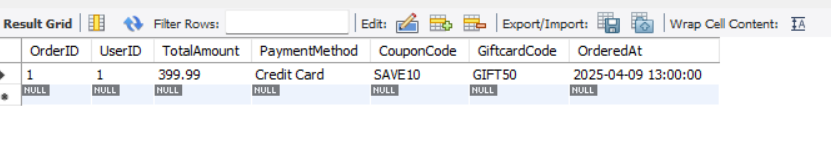 Result Grid Filter Rows: Edit: Export/Import: Wrap Cell Content:
OrderID UserID TotalAmount PaymentMethod CouponCode GiftcardCode OrderedAt
1 1 399.99 Credit Card SAVE10 GIFT50 2025-04-09 13:00:00
NULL NULL NULL NULL NULL NULL NULL